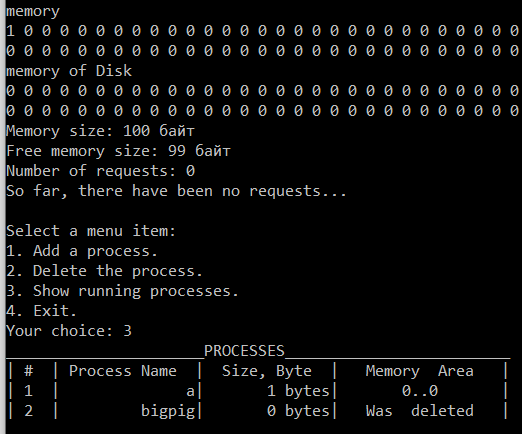 memory
1 0 0 0 0 0 0 0 0 0 0 0 0 0 0 0 0 0 0 0 0 0 0 0 0 0 0 0 0
0 0 0 0 0 0 0 0 0 0 0 0 0 0 0 0 0 0 0 0 0 0 0 0 0 0 0 0 0
memory of Disk
0 0 0 0 0 0 0 0 0 0 0 0 0 0 0 0 0 0 0 0 0 0 0 0 0 0 0 0 0
0 0 0 0 0 0 0 0 0 0 0 0 0 0 0 0 0 0 0 0 0 0 0 0 0 0 0 0 0
Memory size: 100 байт
Free memory size: 99 байт
Number of requests: 0
So far, there have been no requests...
Select a menu item:
1. Add a process.
2. Delete the process.
3. Show running processes.
4. Exit.
Your choice: 3
______________________PROCESSES_________________________
| # | Process Name | Size, Byte | Memory Area |
| 1 | a| 1 bytes| 0..0 |
| 2 | bigpig| 0 bytes| Was deleted |